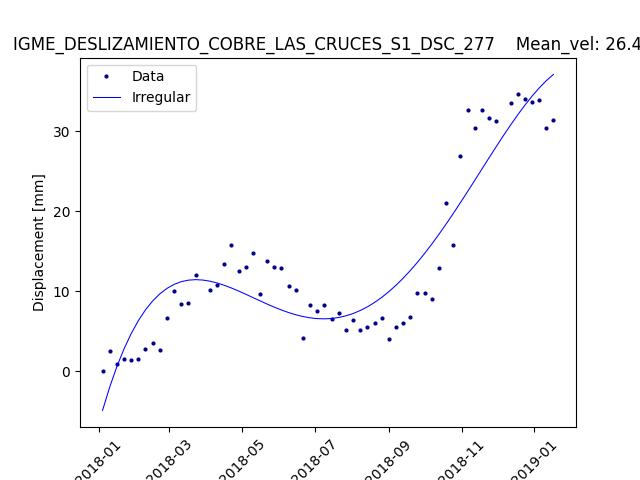 IGME_DESLIZAMIENTO_COBRE_LAS_CRUCES_S1_DSC_277 Mean_vel: 26.4
Data
Irregular
Displacement [mm]
30
20
10
0
2018-01
2018-03
2018-05
2018-07
2018-09
2018-11
2019-01